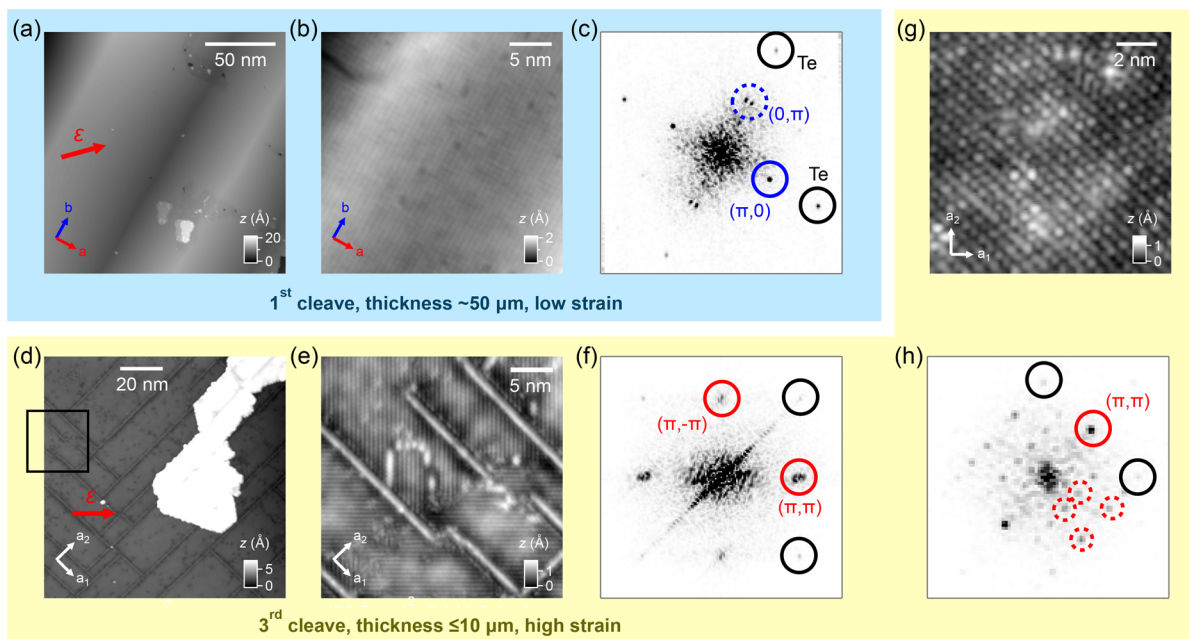 (a)
50 nm
ε
b
a
z (Å)
20
0
(b)
5 nm
b
a
z (Å)
2
0
(c)
Te
(0,π)
Te
(π,0)
1st cleave, thickness ~50 μm, low strain
(g)
2 nm
a2
a1
z (Å)
1
0
(d)
20 nm
ε
a2
a1
z (Å)
5
0
(e)
5 nm
a2
a1
z (Å)
1
0
(f)
(π,-π)
(π,π)
(h)
(π,π)
3rd cleave, thickness ≤10 μm, high strain